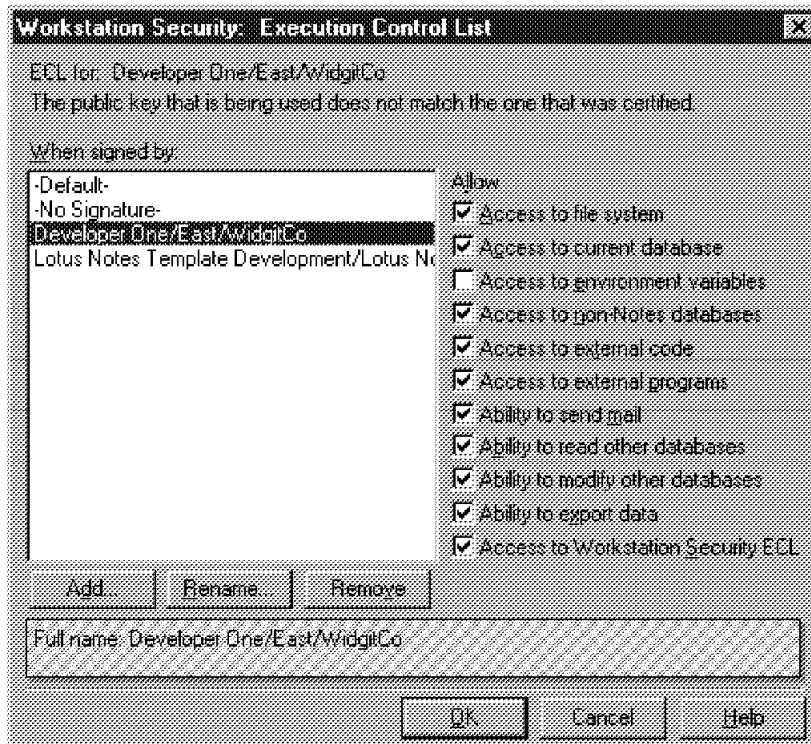 Workstation Security: Execution Control List
ECL for: Developer One/East/WidgitCo
The public key that is being used does not match the one that was certified.
When signed by:
-Default-
-No Signature-
Developer One/East/WidgitCo
Lotus Notes Template Development/Lotus No
Allow
Access to file system
Access to current database
Access to environment variables
Access to non-Notes databases
Access to external code
Access to external programs
Ability to send mail
Ability to read other databases
Ability to modify other databases
Ability to export data
Access to Workstation Security ECL
Add... Rename... Remove
Full name: Developer One/East/WidgitCo
OK Cancel Help